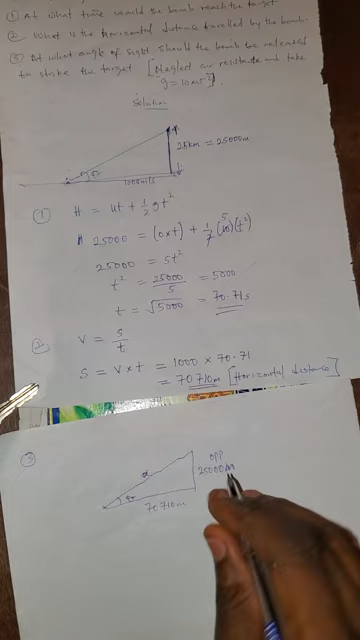 ① At what time would the bomb reach the target
② What is the horizontal distance travelled by the bomb.
③ At what angle of sight should the bomb be released
to strike the target [Neglect air resistance and take
g = 10ms⁻²].
Solution
25km = 25000m
1000m/s
① H = ut + ½gt²
25000 = (0×t) + ½(10)(t²)
5
25000 = 5t²
t² = 25000/5 = 5000
t = √5000 = 70.71s
② V = s/t
S = V × t = 1000 × 70.71
= 70710m [Horizontal distance]
③
opp
25000m
70710m